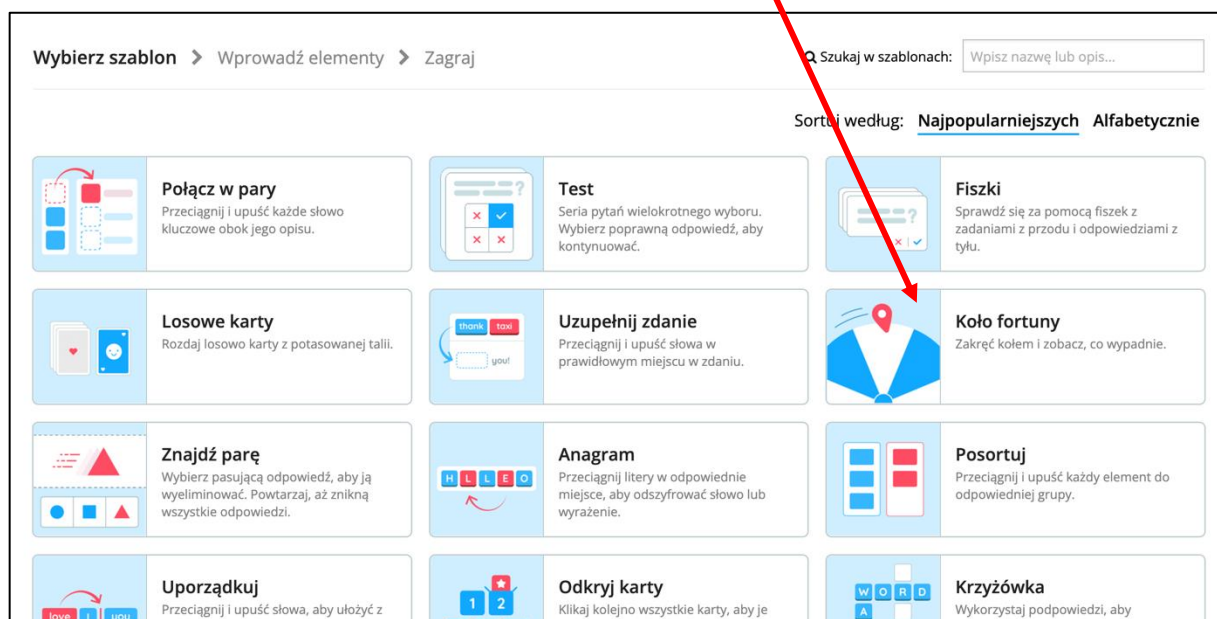 Wybierz szablon > Wprowadź elementy > Zagraj
Szukaj w szablonach: Wpisz nazwę lub opis...
Sortuj według: Najpopularniejszych Alfabetycznie
Połącz w pary
Przeciągnij i upuść każde słowo
kluczowe obok jego opisu.
?
Test
Seria pytań wielokrotnego wyboru.
Wybierz poprawną odpowiedź, aby
kontynuować.
?
Fiszki
Sprawdź się za pomocą fiszek z
zadaniami z przodu i odpowiedziami z
tyłu.
Losowe karty
Rozdaj losowo karty z potasowanej talii.
thank taxi
you!
Uzupełnij zdanie
Przeciągnij i upuść słowa w
prawidłowym miejscu w zdaniu.
Koło fortuny
Zakręć kołem i zobacz, co wypadnie.
Znajdź parę
Wybierz pasującą odpowiedź, aby ją
wyeliminować. Powtarzaj, aż znikną
wszystkie odpowiedzi.
H L L E O
Anagram
Przeciągnij litery w odpowiednie
miejsce, aby odszyfrować słowo lub
wyrażenie.
Posortuj
Przeciągnij i upuść każdy element do
odpowiedniej grupy.
love I you
Uporządkuj
Przeciągnij i upuść słowa, aby ułożyć z
1 2
Odkryj karty
Klikaj kolejno wszystkie karty, aby je
W O R D
A
Krzyżówka
Wykorzystaj podpowiedzi, aby